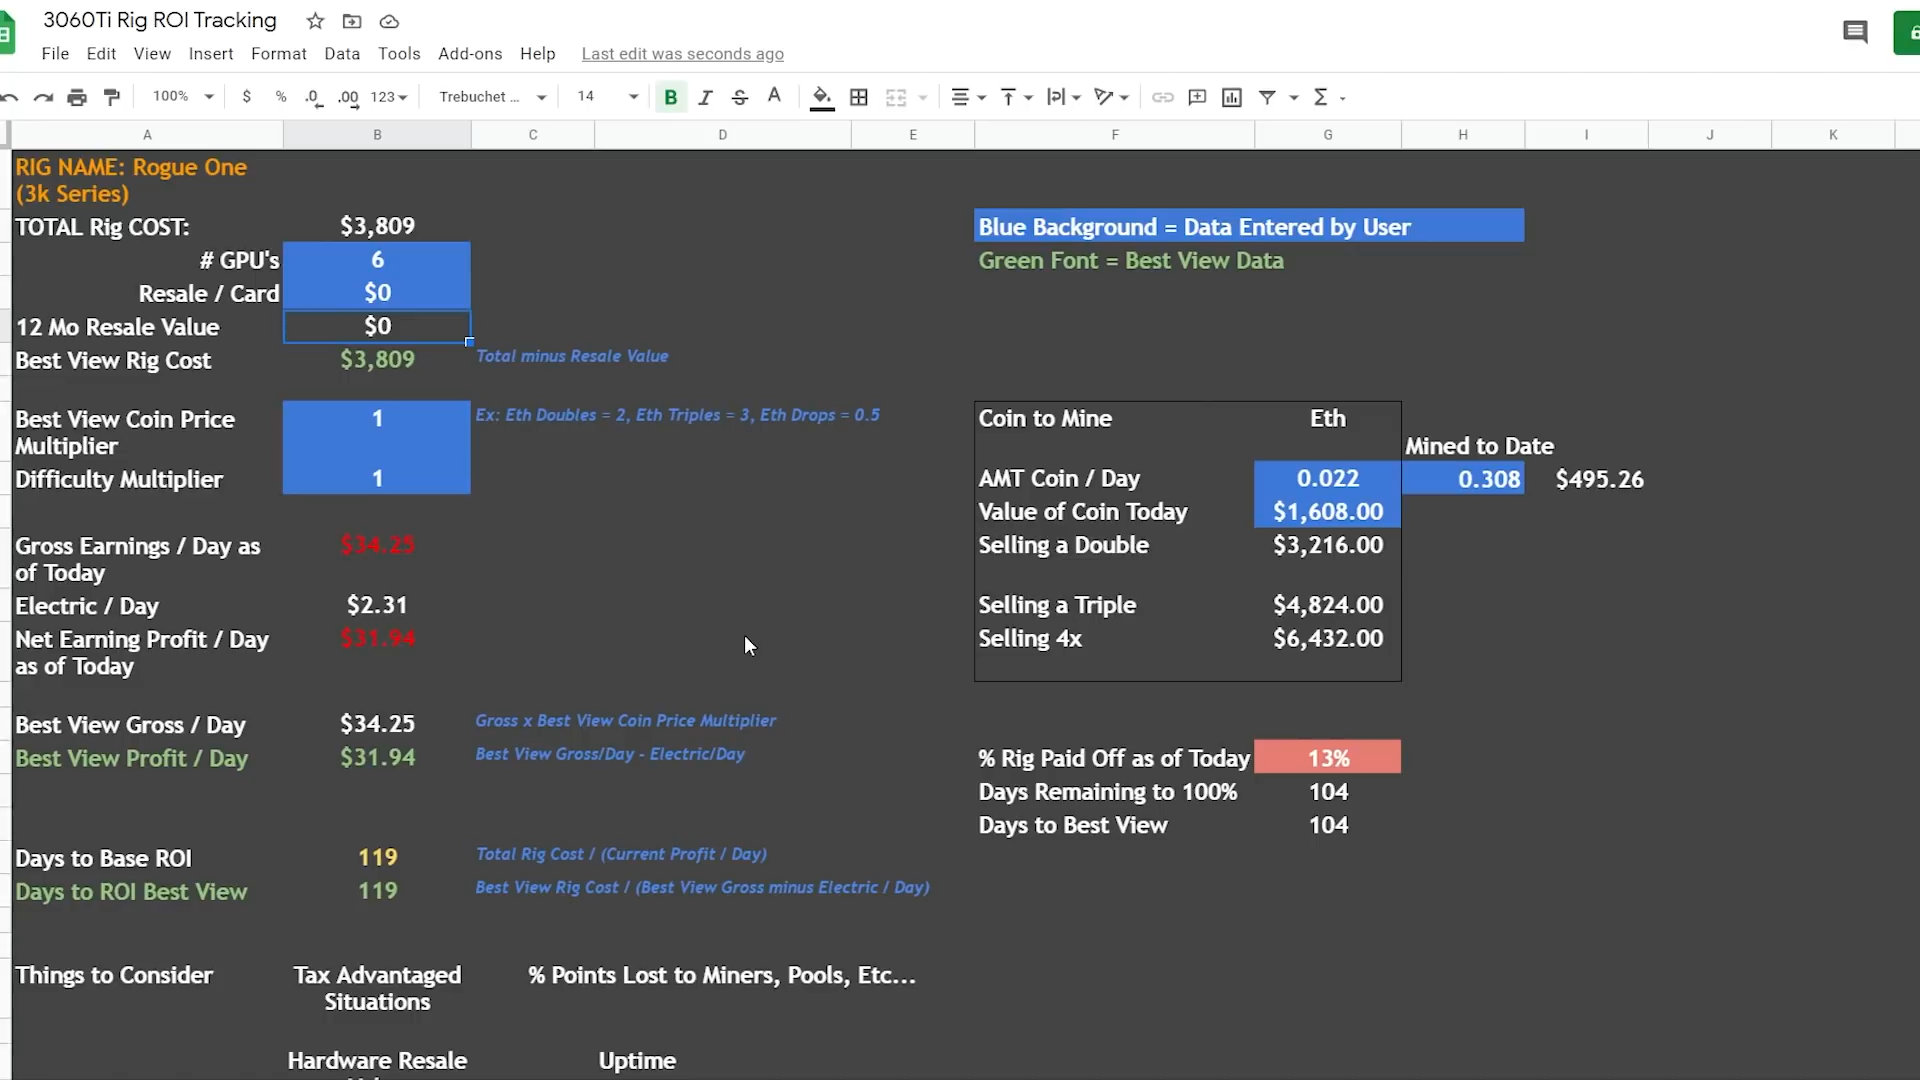 3060Ti Rig ROI Tracking
File Edit View Insert Format Data Tools Add-ons Help Last edit was seconds ago
100% $ % .0 .00 123 Trebuchet ... 14 B I S A Σ
A B C D E F G H I J K
RIG NAME: Rogue One
(3k Series)
TOTAL Rig COST: $3,809 Blue Background = Data Entered by User
# GPU's 6 Green Font = Best View Data
Resale / Card $0
12 Mo Resale Value $0
Best View Rig Cost $3,809 Total minus Resale Value
Best View Coin Price 1 Ex: Eth Doubles = 2, Eth Triples = 3, Eth Drops = 0.5 Coin to Mine Eth
Multiplier Mined to Date
Difficulty Multiplier 1 AMT Coin / Day 0.022 0.308 $495.26
Value of Coin Today $1,608.00
Gross Earnings / Day as $34.25 Selling a Double $3,216.00
of Today
Electric / Day $2.31 Selling a Triple $4,824.00
Net Earning Profit / Day $31.94 Selling 4x $6,432.00
as of Today
Best View Gross / Day $34.25 Gross x Best View Coin Price Multiplier
Best View Profit / Day $31.94 Best View Gross/Day - Electric/Day % Rig Paid Off as of Today 13%
Days Remaining to 100% 104
Days to Best View 104
Days to Base ROI 119 Total Rig Cost / (Current Profit / Day)
Days to ROI Best View 119 Best View Rig Cost / (Best View Gross minus Electric / Day)
Things to Consider Tax Advantaged % Points Lost to Miners, Pools, Etc...
Situations
Hardware Resale Uptime